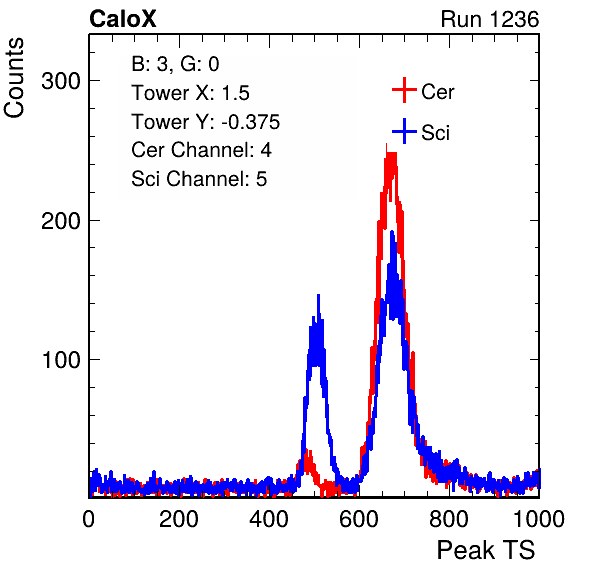 CaloX Run 1236
Counts
B: 3, G: 0
Tower X: 1.5
Tower Y: -0.375
Cer Channel: 4
Sci Channel: 5
Cer
Sci
300
200
100
0 200 400 600 800 1000
Peak TS